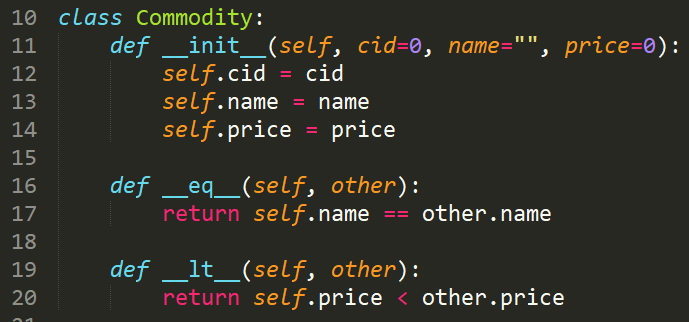 10 class Commodity:
11     def __init__(self, cid=0, name="", price=0):
12         self.cid = cid
13         self.name = name
14         self.price = price
15
16     def __eq__(self, other):
17         return self.name == other.name
18
19     def __lt__(self, other):
20         return self.price < other.price